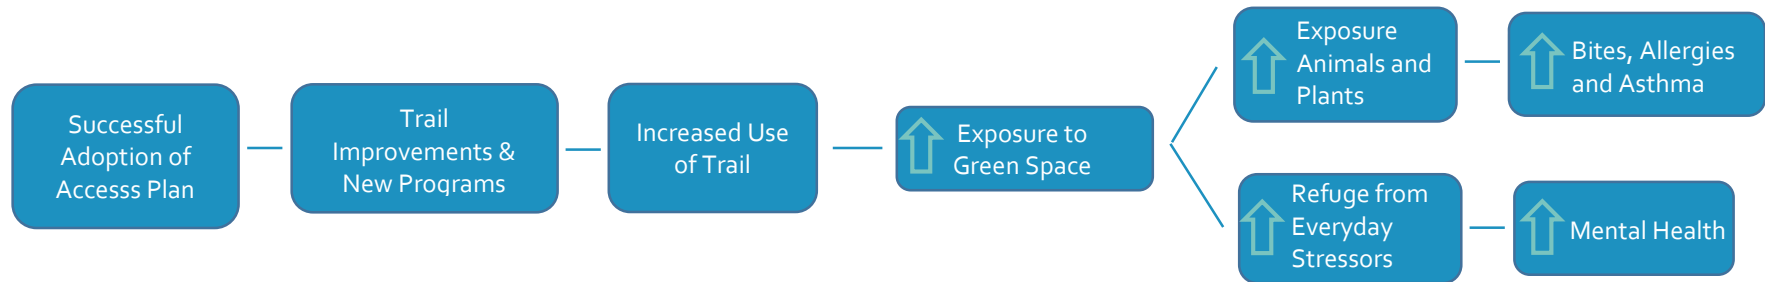 Successful
Adoption of
Accesss Plan
Trail
Improvements &
New Programs
Increased Use
of Trail
Exposure to
Green Space
Exposure
Animals and
Plants
Bites, Allergies
and Asthma
Refuge from
Everyday
Stressors
Mental Health